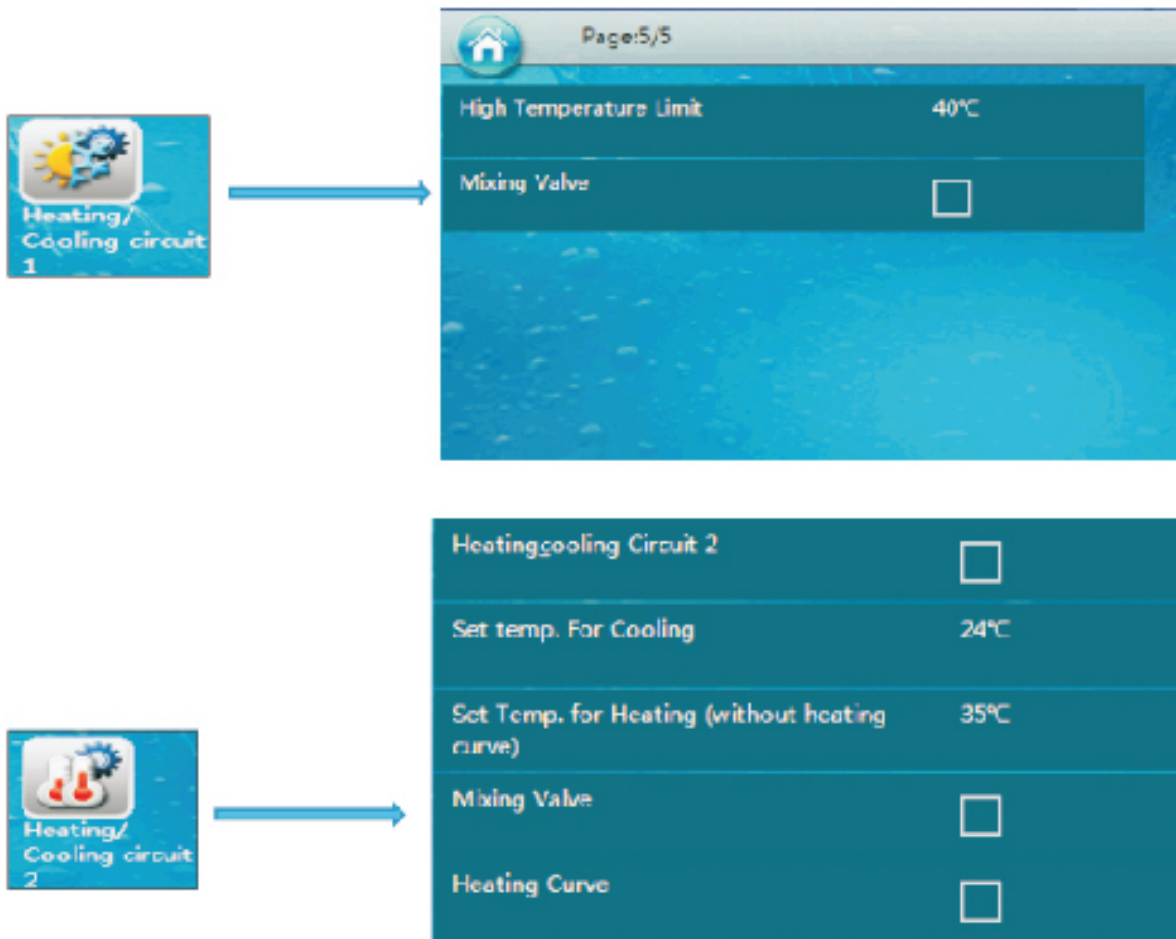 Page:5/5
High Temperature Limit 40℃
Mixing Valve
Heating/
Cooling circuit
1
Heatingcooling Circuit 2
Set temp. For Cooling 24℃
Set Temp. for Heating (without heating 35℃
curve)
Mixing Valve
Heating Curve
Heating/
Cooling circuit
2